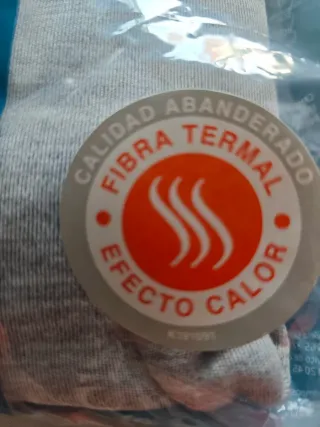 CALIDAD ABANDERADO
FIBRA TERMAL
EFECTO CALOR